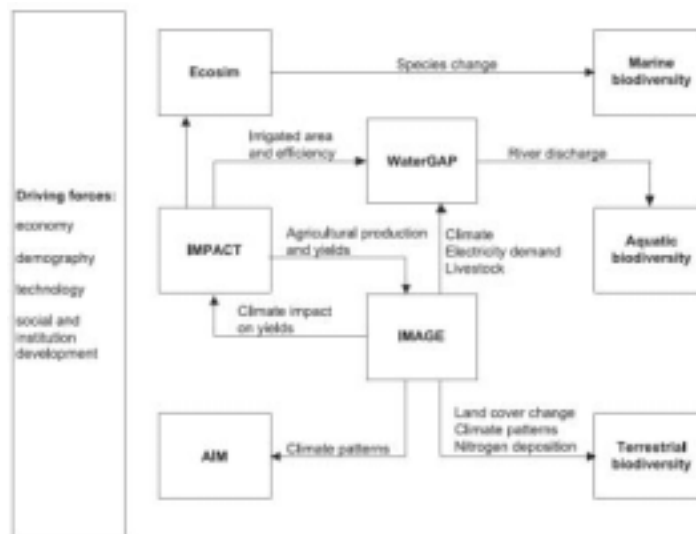 Driving forces:
economy
demography
technology
social and
institution
development
Ecosim
Species change
Marine
biodiversity
Irrigated area
and efficiency
WaterGAP
River discharge
IMPACT
Agricultural production
and yields
Climate
Electricity demand
Livestock
Aquatic
biodiversity
Climate impact
on yields
IMAGE
AIM
Climate patterns
Land cover change
Climate patterns
Nitrogen deposition
Terrestrial
biodiversity